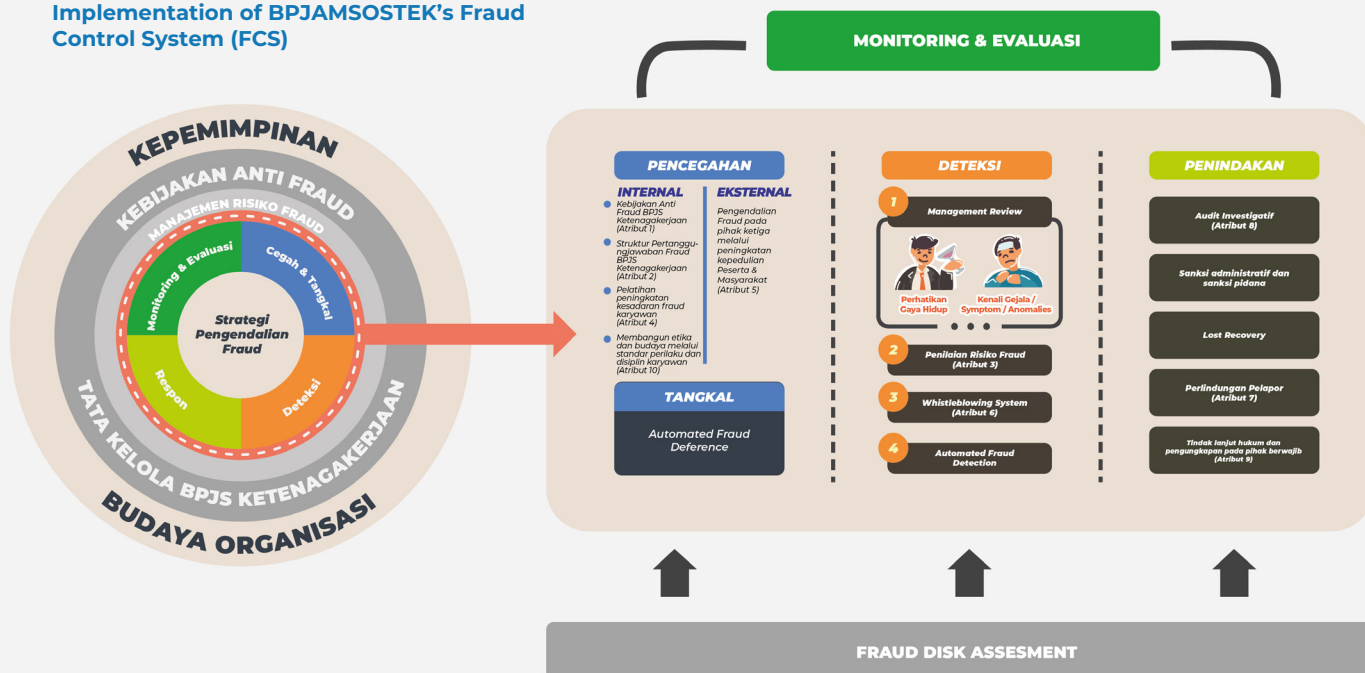 Implementation of BPJAMSOSTEK's Fraud
Control System (FCS)
KEPEMIMPINAN
KEBIJAKAN ANTI FRAUD
MANAJEMEN RISIKO FRAUD
Monitoring & Evaluasi
Cegah & Tangkal
Strategi
Pengendalian
Fraud
Respon
Deteksi
TATA KELOLA BPJS KETENAGAKERJAAN
BUDAYA ORGANISASI
MONITORING & EVALUASI
PENCEGAHAN
INTERNAL
Kebijakan Anti
Fraud BPJS
Ketenagakerjaan
(Atribut 1)
Struktur Pertanggu-
ngjawaban Fraud
BPJS
Ketenagakerjaan
(Atribut 2)
Pelatihan
peningkatan
kesadaran fraud
karyawan
(Atribut 4)
Membangun etika
dan budaya melalui
standar perilaku dan
disiplin karyawan
(Atribut 10)
EKSTERNAL
Pengendalian
Fraud pada
pihak ketiga
melalui
peningkatan
kepedulian
Peserta &
Masyarakat
(Atribut 5)
TANGKAL
Automated Fraud
Deference
DETEKSI
1
Management Review
Perhatikan
Gaya Hidup
Kenali Gejala /
Symptom / Anomalies
2
Penilaian Risiko Fraud
(Atribut 3)
3
Whistleblowing System
(Atribut 6)
4
Automated Fraud
Detection
PENINDAKAN
Audit Investigatif
(Atribut 8)
Sanksi administratif dan
sanksi pidana
Lost Recovery
Perlindungan Pelapor
(Atribut 7)
Tindak lanjut hukum dan
pengungkapan pada pihak berwajib
(Atribut 9)
FRAUD DISK ASSESMENT